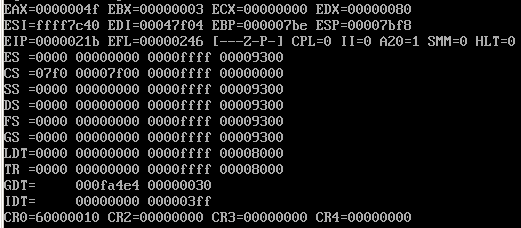 EAX=0000004f EBX=00000003 ECX=00000000 EDX=00000080
ESI=ffff7c40 EDI=00047f04 EBP=000007be ESP=00007bf8
EIP=0000021b EFL=00000246 [---Z-P-] CPL=0 II=0 A20=1 SMM=0 HLT=0
ES =0000 00000000 0000ffff 00009300
CS =07f0 00007f00 0000ffff 00000000
SS =0000 00000000 0000ffff 00009300
DS =0000 00000000 0000ffff 00009300
FS =0000 00000000 0000ffff 00009300
GS =0000 00000000 0000ffff 00009300
LDT=0000 00000000 0000ffff 00008000
TR =0000 00000000 0000ffff 00008000
GDT=     000fa4e4 00000030
IDT=     00000000 000003ff
CR0=60000010 CR2=00000000 CR3=00000000 CR4=00000000